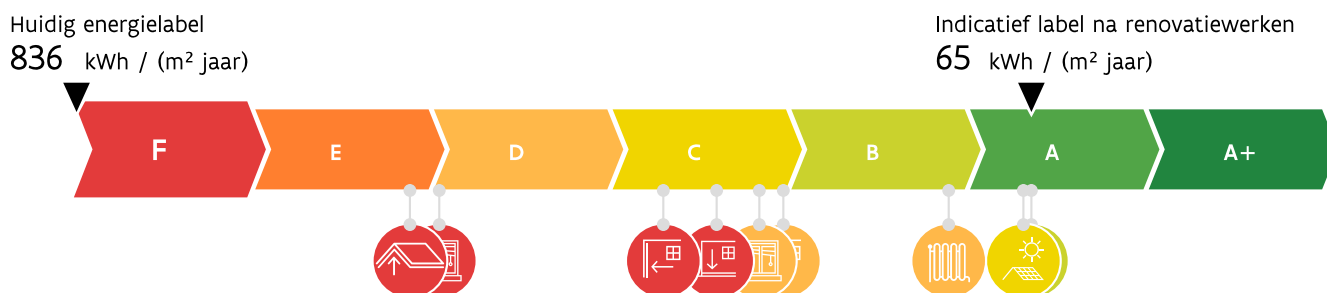 Huidig energielabel
836 kWh / (m² jaar)
Indicatief label na renovatiewerken
65 kWh / (m² jaar)
F E D C B A A+